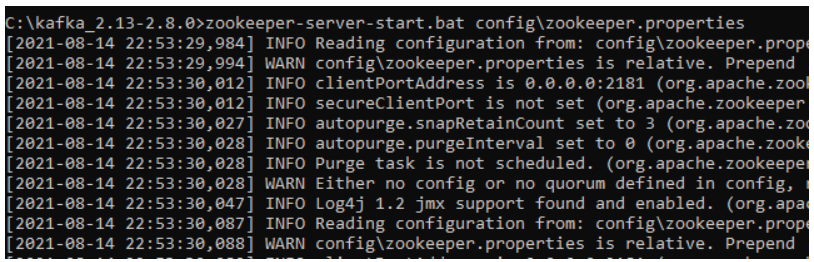 C:\kafka_2.13-2.8.0>zookeeper-server-start.bat config\zookeeper.properties
[2021-08-14 22:53:29,984] INFO Reading configuration from: config\zookeeper.prope
[2021-08-14 22:53:29,994] WARN config\zookeeper.properties is relative. Prepend
[2021-08-14 22:53:30,012] INFO clientPortAddress is 0.0.0.0:2181 (org.apache.zoo
[2021-08-14 22:53:30,012] INFO secureClientPort is not set (org.apache.zookeeper
[2021-08-14 22:53:30,027] INFO autopurge.snapRetainCount set to 3 (org.apache.zoo
[2021-08-14 22:53:30,028] INFO autopurge.purgeInterval set to 0 (org.apache.zooke
[2021-08-14 22:53:30,028] INFO Purge task is not scheduled. (org.apache.zookeeper
[2021-08-14 22:53:30,028] WARN Either no config or no quorum defined in config,
[2021-08-14 22:53:30,047] INFO Log4j 1.2 jmx support found and enabled. (org.apac
[2021-08-14 22:53:30,087] INFO Reading configuration from: config\zookeeper.prope
[2021-08-14 22:53:30,088] WARN config\zookeeper.properties is relative. Prepend